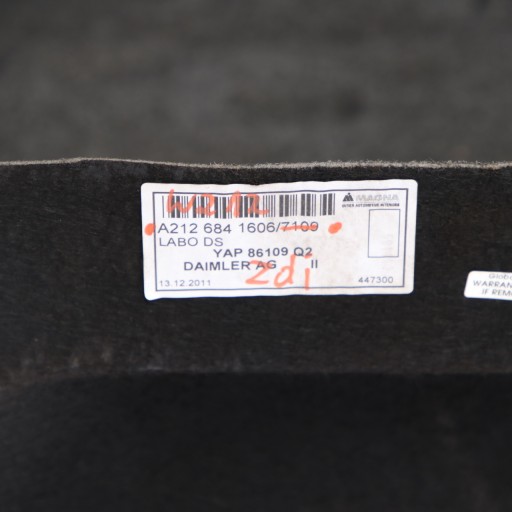 W212
MAGNA
A212 684 1606/7109
LABO DS
YAP 86109 Q2
DAIMLER AG II
2di
13.12.2011
447300
WARRAN
IF REM